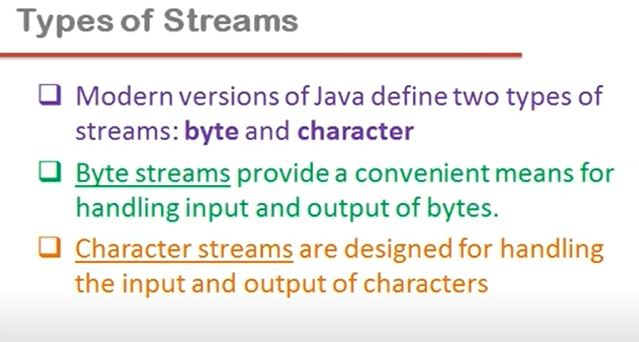 Types of Streams
Modern versions of Java define two types of
streams: byte and character
Byte streams provide a convenient means for
handling input and output of bytes.
Character streams are designed for handling
the input and output of characters